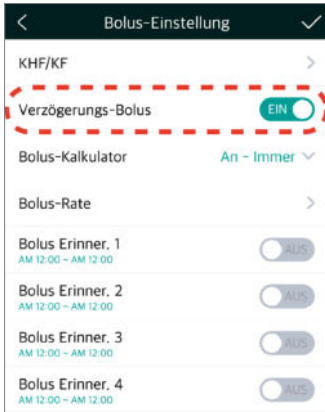 Bolus-Einstellung
KHF/KF
Verzögerungs-Bolus EIN
Bolus-Kalkulator An - Immer
Bolus-Rate
Bolus Erinner. 1 AUS
AM 12:00 ~ AM 12:00
Bolus Erinner. 2 AUS
AM 12:00 ~ AM 12:00
Bolus Erinner. 3 AUS
AM 12:00 ~ AM 12:00
Bolus Erinner. 4 AUS
AM 12:00 ~ AM 12:00